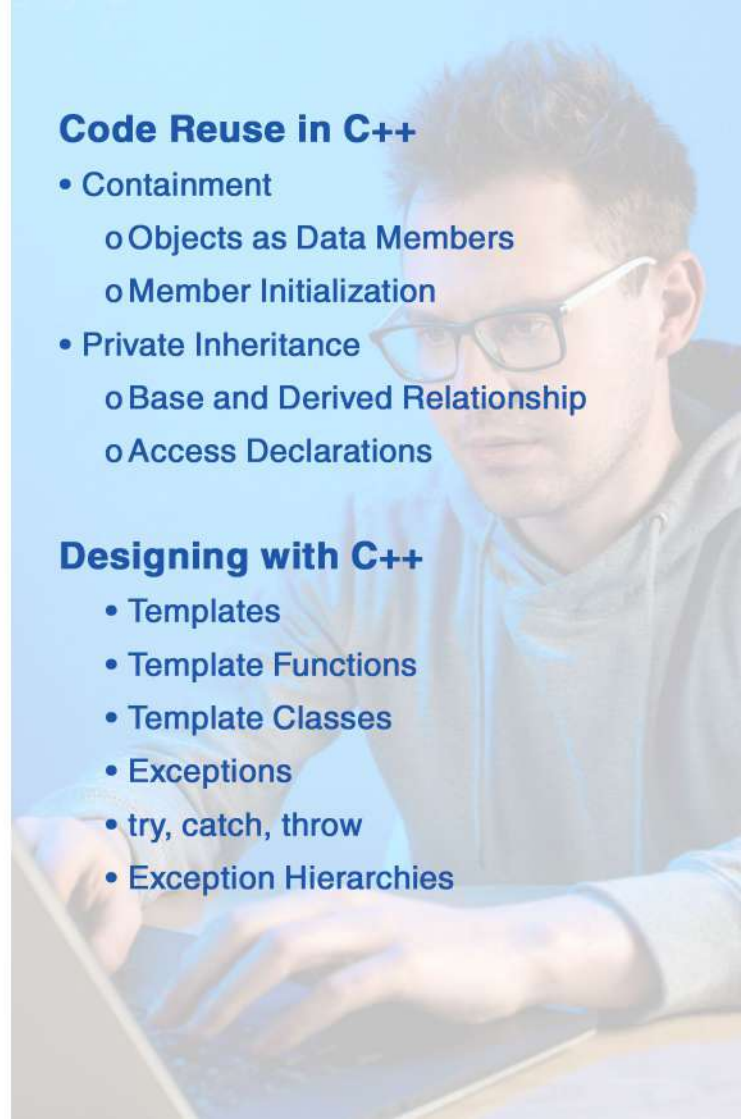 Code Reuse in C++
• Containment
o Objects as Data Members
o Member Initialization
• Private Inheritance
o Base and Derived Relationship
o Access Declarations
Designing with C++
• Templates
• Template Functions
• Template Classes
• Exceptions
• try, catch, throw
• Exception Hierarchies